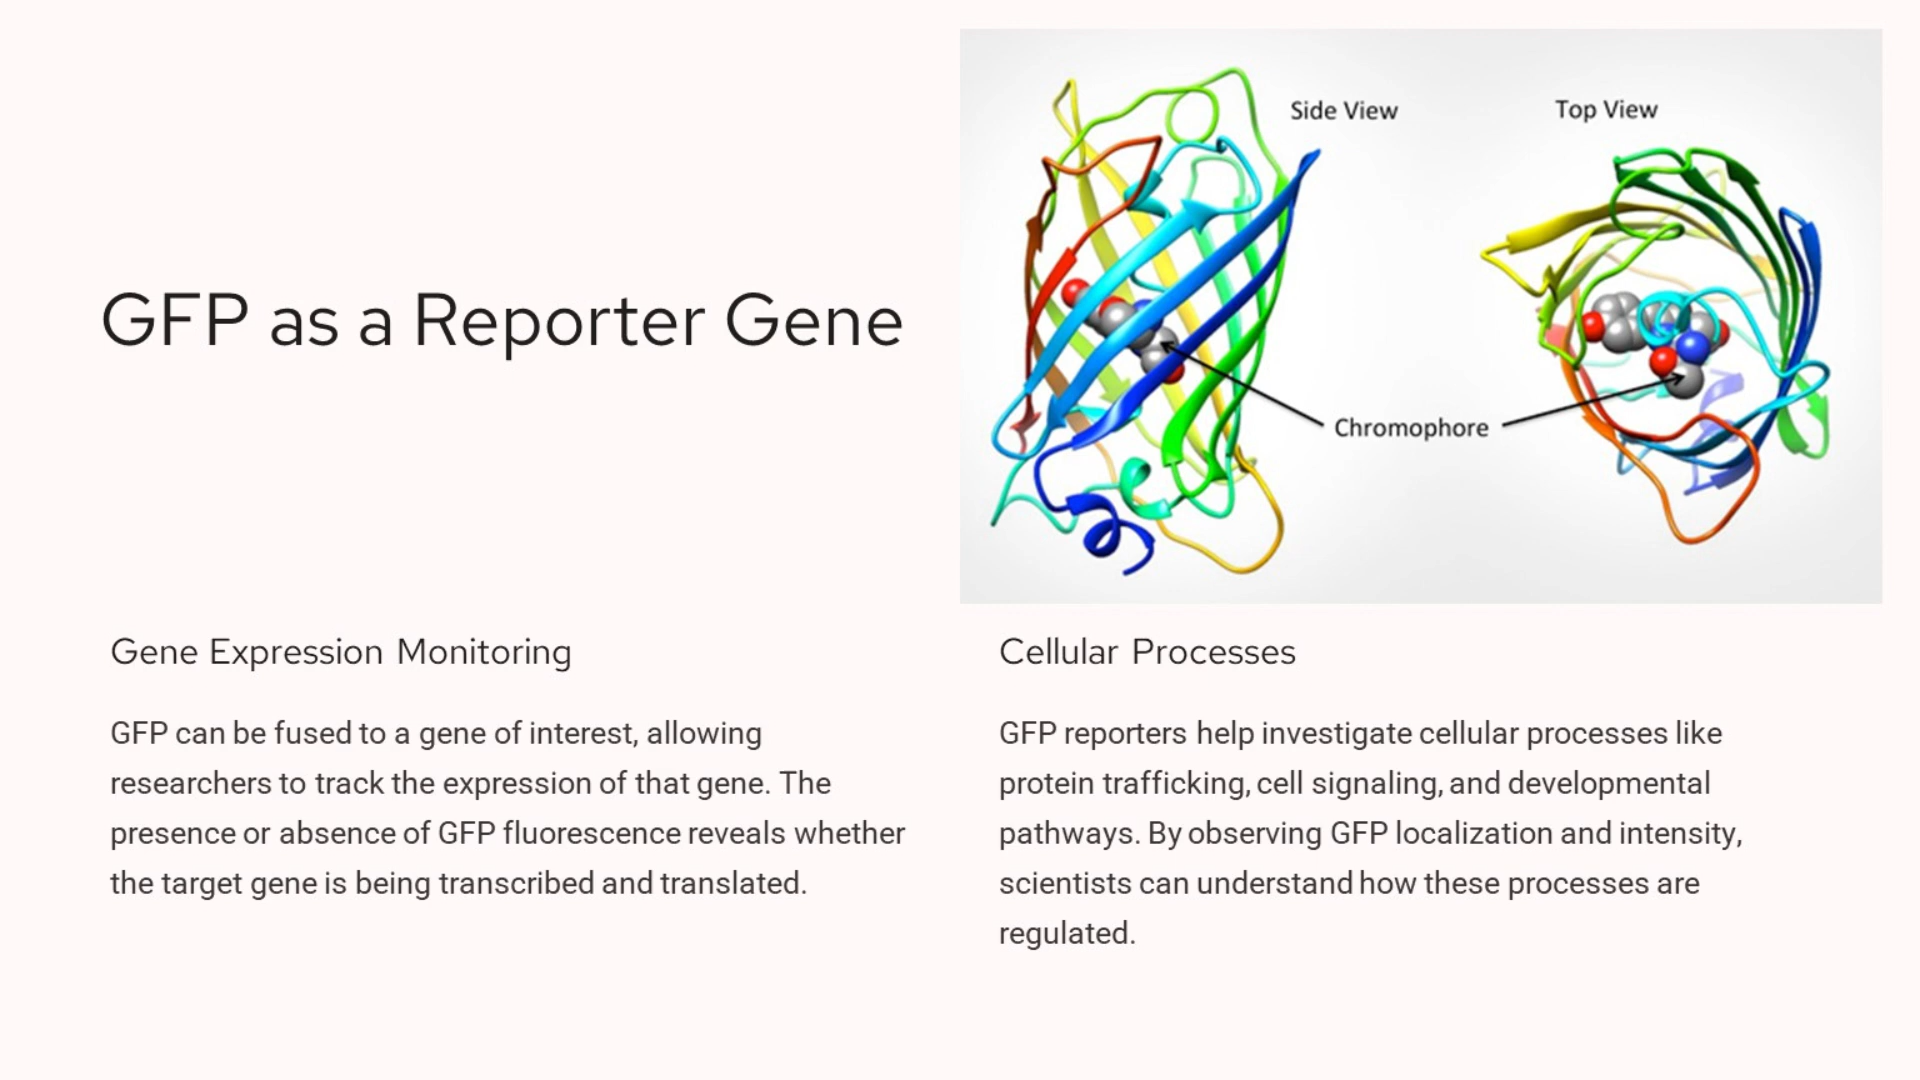 GFP as a Reporter Gene
Side View
Top View
Chromophore
Gene Expression Monitoring
GFP can be fused to a gene of interest, allowing
researchers to track the expression of that gene. The
presence or absence of GFP fluorescence reveals whether
the target gene is being transcribed and translated.
Cellular Processes
GFP reporters help investigate cellular processes like
protein trafficking, cell signaling, and developmental
pathways. By observing GFP localization and intensity,
scientists can understand how these processes are
regulated.